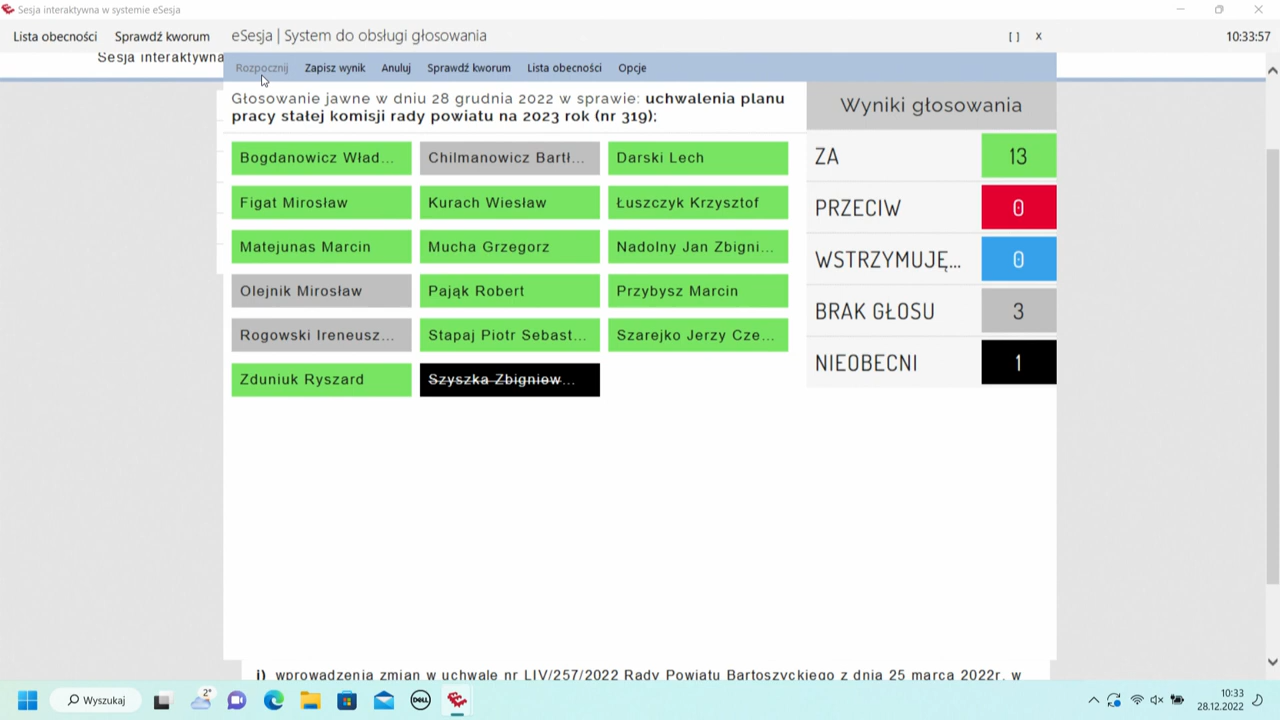 Sesja interaktywna w systemie eSesja
Lista obecności Sprawdź kworum eSesja | System do obsługi głosowania [ ] x 10:33:57
Sesja interaktywna
Rozpocznij Zapisz wynik Anuluj Sprawdź kworum Lista obecności Opcje
Głosowanie jawne w dniu 28 grudnia 2022 w sprawie: uchwalenia planu
pracy stałej komisji rady powiatu na 2023 rok (nr 319);
Bogdanowicz Wład... Chilmanowicz Bartł... Darski Lech
Figat Mirosław Kurach Wiesław Łuszczyk Krzysztof
Matejunas Marcin Mucha Grzegorz Nadolny Jan Zbigni...
Olejnik Mirosław Pająk Robert Przybysz Marcin
Rogowski Ireneusz... Stapaj Piotr Sebast... Szarejko Jerzy Cze...
Zduniuk Ryszard Szyszka Zbigniew...
Wyniki głosowania
ZA 13
PRZECIW 0
WSTRZYMUJĘ... 0
BRAK GŁOSU 3
NIEOBECNI 1
i) wprowadzenia zmian w uchwale nr LIV/257/2022 Rady Powiatu Bartoszyckiego z dnia 25 marca 2022r. w
Wyszukaj 2° DELL 10:33
28.12.2022